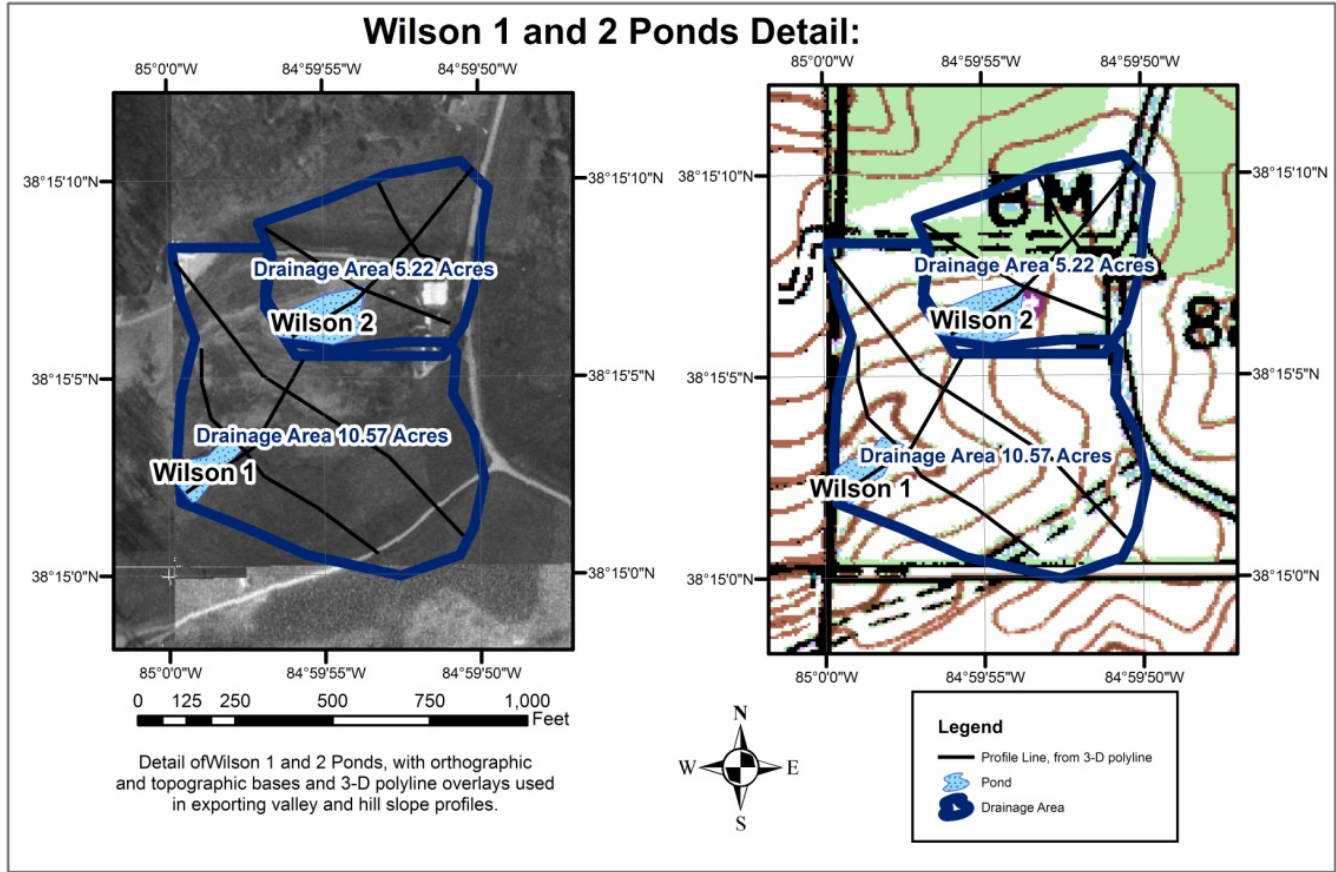 Wilson 1 and 2 Ponds Detail:
85°0'0"W 84°59'55"W 84°59'50"W
38°15'10"N 38°15'10"N
Drainage Area 5.22 Acres
Wilson 2
38°15'5"N 38°15'5"N
Drainage Area 10.57 Acres
Wilson 1
38°15'0"N 38°15'0"N
85°0'0"W 84°59'55"W 84°59'50"W
0 125 250 500 750 1,000
Feet
Detail ofWilson 1 and 2 Ponds, with orthographic
and topographic bases and 3-D polyline overlays used
in exporting valley and hill slope profiles.
85°0'0"W 84°59'55"W 84°59'50"W
38°15'10"N 38°15'10"N
Drainage Area 5.22 Acres
Wilson 2
38°15'5"N 38°15'5"N
Drainage Area 10.57 Acres
Wilson 1
38°15'0"N 38°15'0"N
85°0'0"W 84°59'55"W 84°59'50"W
N
W E
S
Legend
Profile Line, from 3-D polyline
Pond
Drainage Area